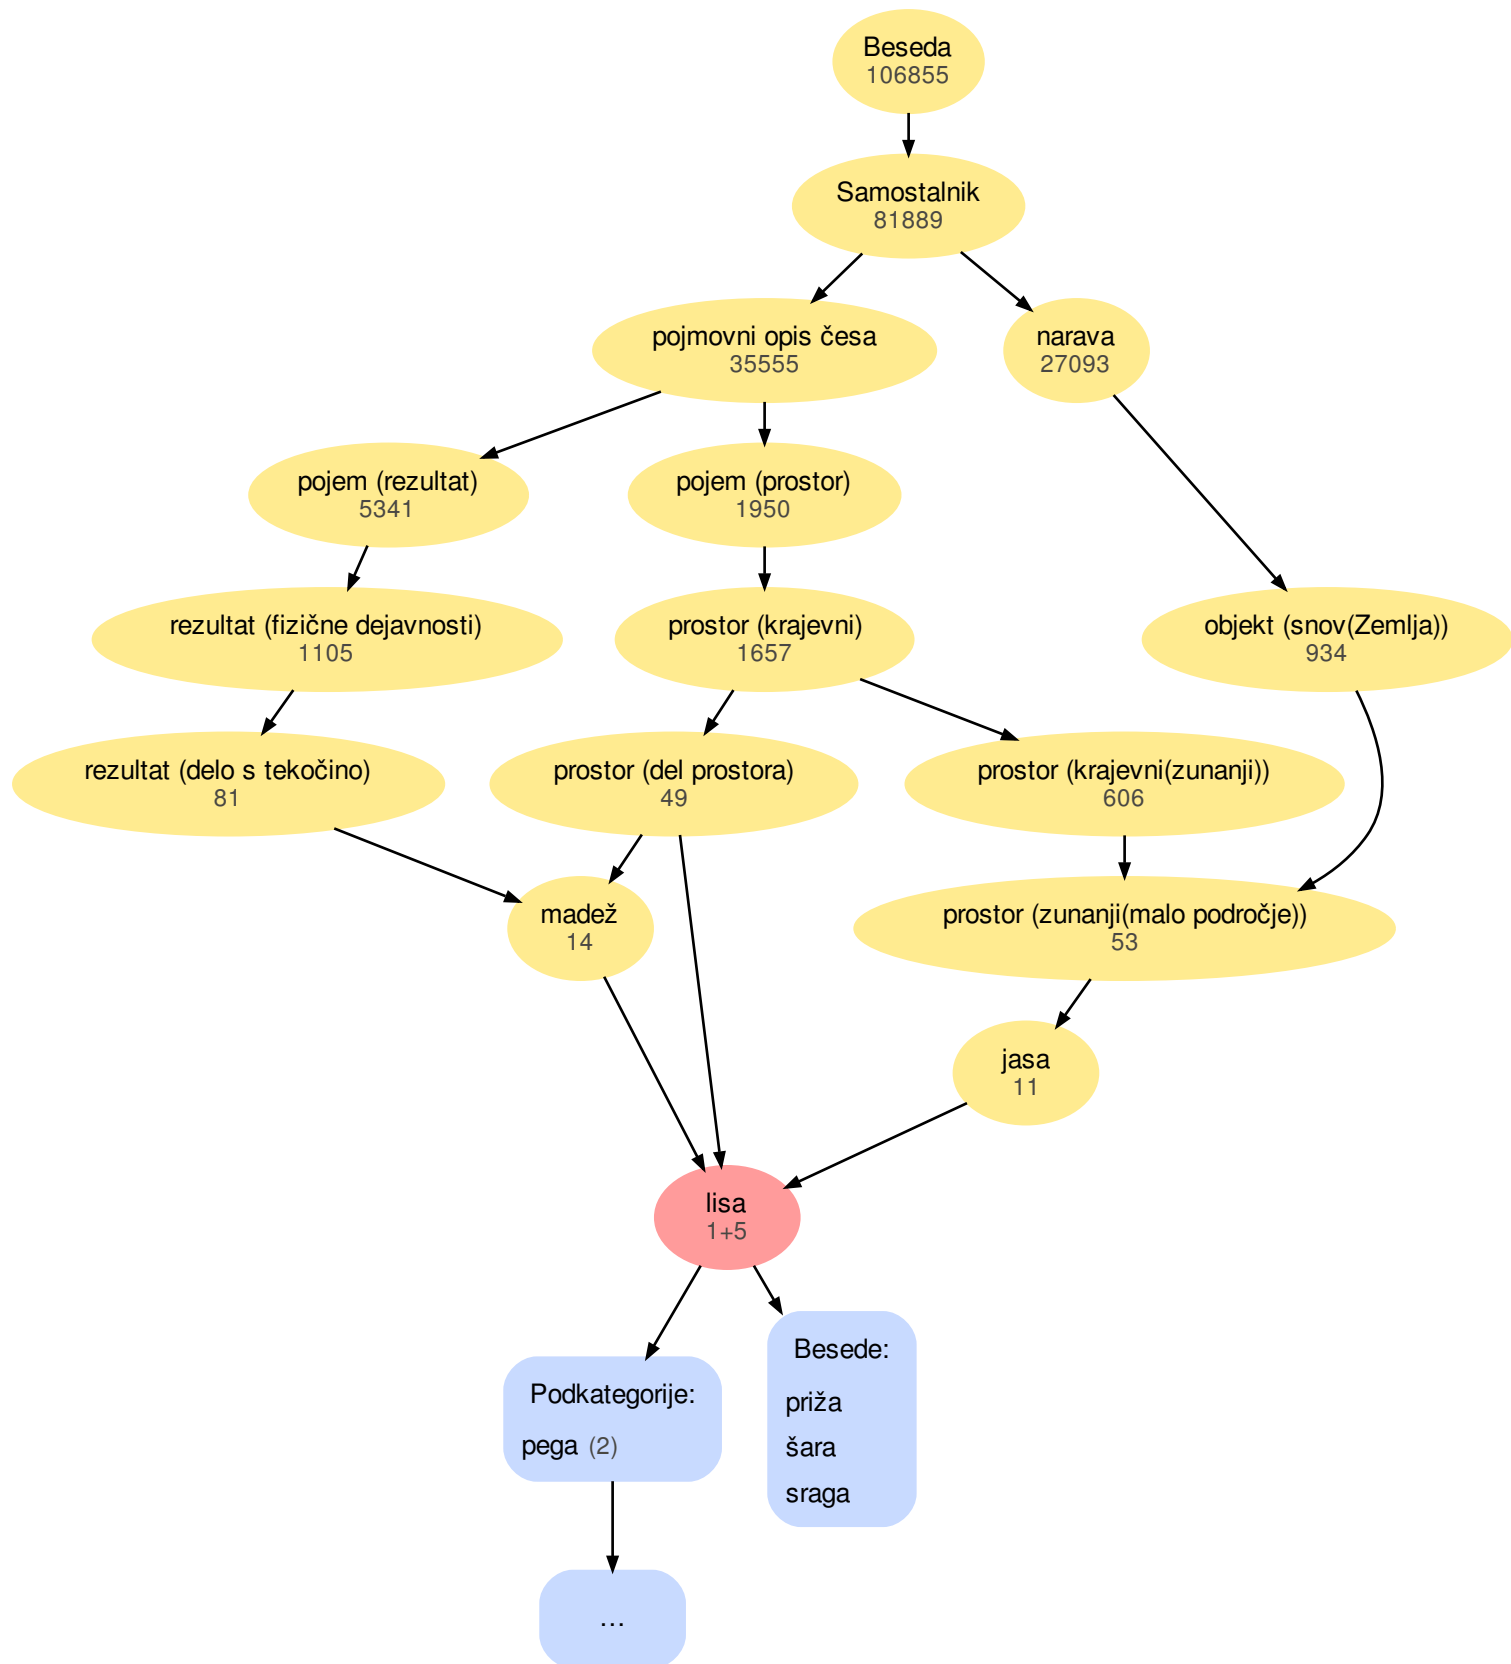 Beseda
106855
Samostalnik
81889
pojmovni opis česa
35555
narava
27093
pojem (rezultat)
5341
pojem (prostor)
1950
rezultat (fizične dejavnosti)
1105
prostor (krajevni)
1657
objekt (snov(Zemlja))
934
rezultat (delo s tekočino)
81
prostor (del prostora)
49
prostor (krajevni(zunanji))
606
madež
14
prostor (zunanji(malo področje))
53
jasa
11
lisa
1+5
Podkategorije:
pega (2)
Besede:
priža
šara
sraga
...